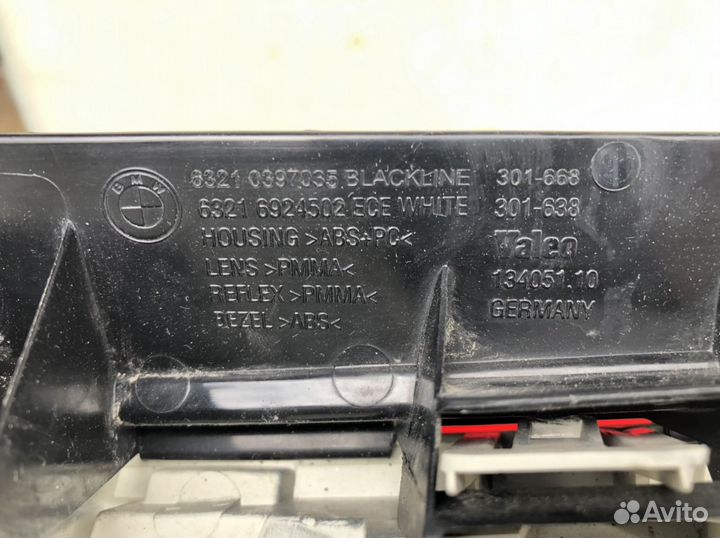 BMW
6321 0397035 BLACKLINE 301-668 1
6321 6924502 ECE WHITE 301-638
HOUSING >ABS+PC< Valeo
LENS >PMMA< 134051.10
REFLEX >PMMA< GERMANY
BEZEL >ABS<
Avito